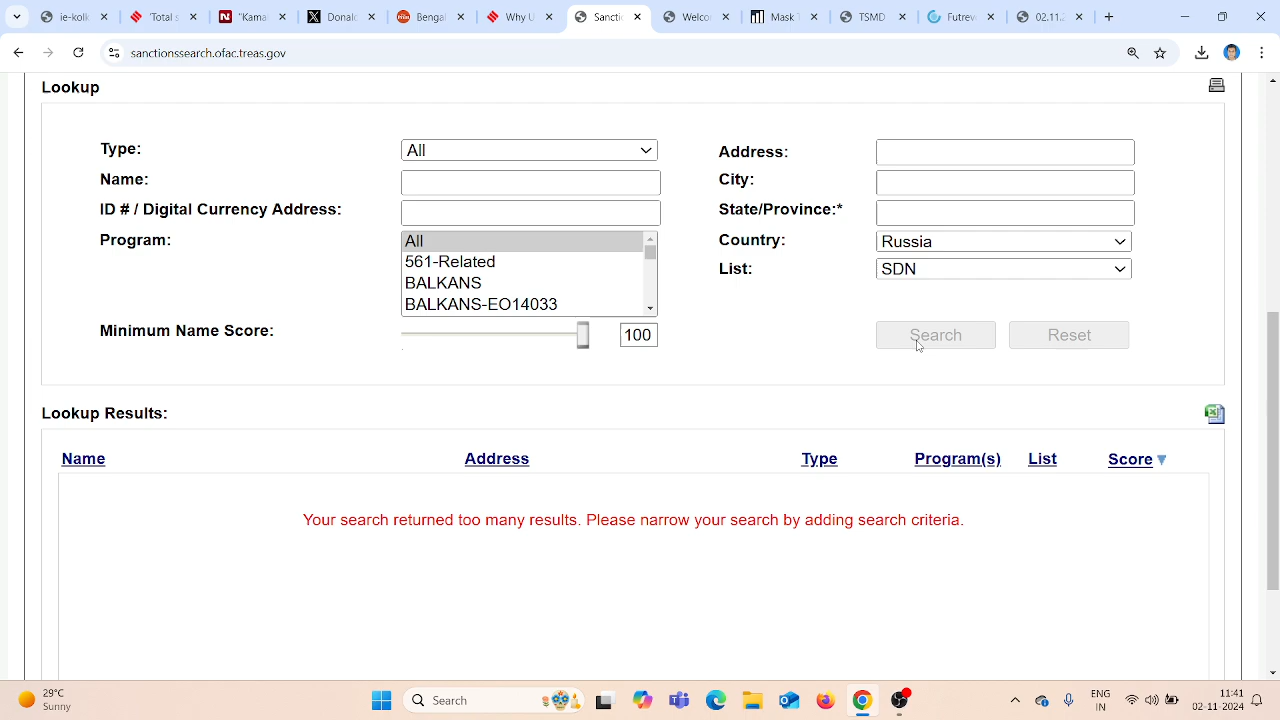 ie-kolk
"Total s
"Kama
Donald
Bengal
Why U
Sancti
Welcor
Mask
TSMD
Futrev
02.11.
sanctionssearch.ofac.treas.gov
Lookup
Type:
All
Address:
Name:
City:
ID # / Digital Currency Address:
State/Province:*
Program:
All
561-Related
BALKANS
BALKANS-EO14033
Country:
Russia
List:
SDN
Minimum Name Score:
100
Search
Reset
Lookup Results:
Name Address Type Program(s) List Score
Your search returned too many results. Please narrow your search by adding search criteria.
29°C
Sunny
Search
ENG
IN
11:41
02-11-2024